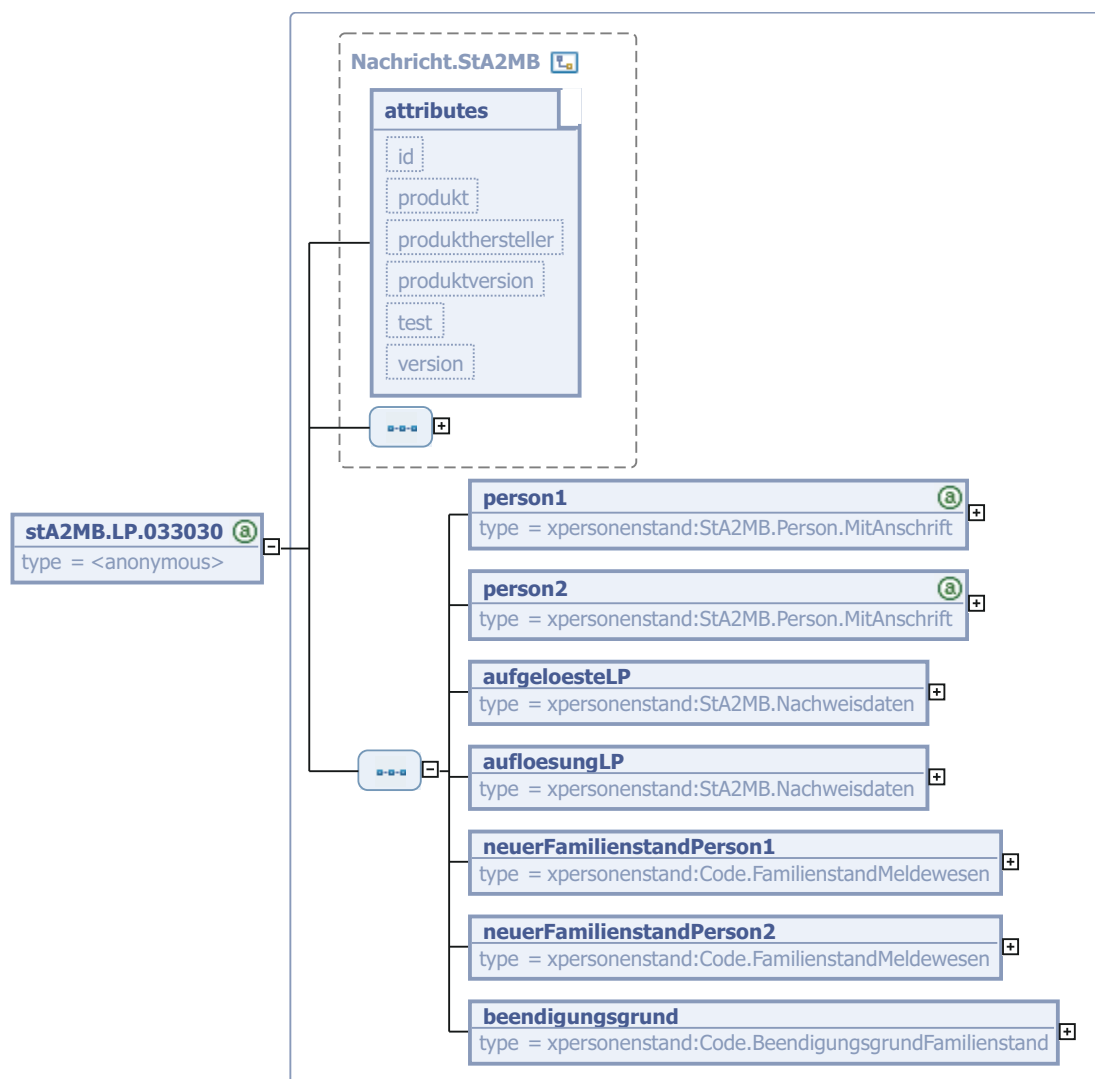 Nachricht.StA2MB
attributes
id
produkt
produkthersteller
produktversion
test
version
stA2MB.LP.033030
type = <anonymous>
person1
type = xpersonenstand:StA2MB.Person.MitAnschrift
person2
type = xpersonenstand:StA2MB.Person.MitAnschrift
aufgeloesteLP
type = xpersonenstand:StA2MB.Nachweisdaten
aufloesungLP
type = xpersonenstand:StA2MB.Nachweisdaten
neuerFamilienstandPerson1
type = xpersonenstand:Code.FamilienstandMeldewesen
neuerFamilienstandPerson2
type = xpersonenstand:Code.FamilienstandMeldewesen
beendigungsgrund
type = xpersonenstand:Code.BeendigungsgrundFamilienstand